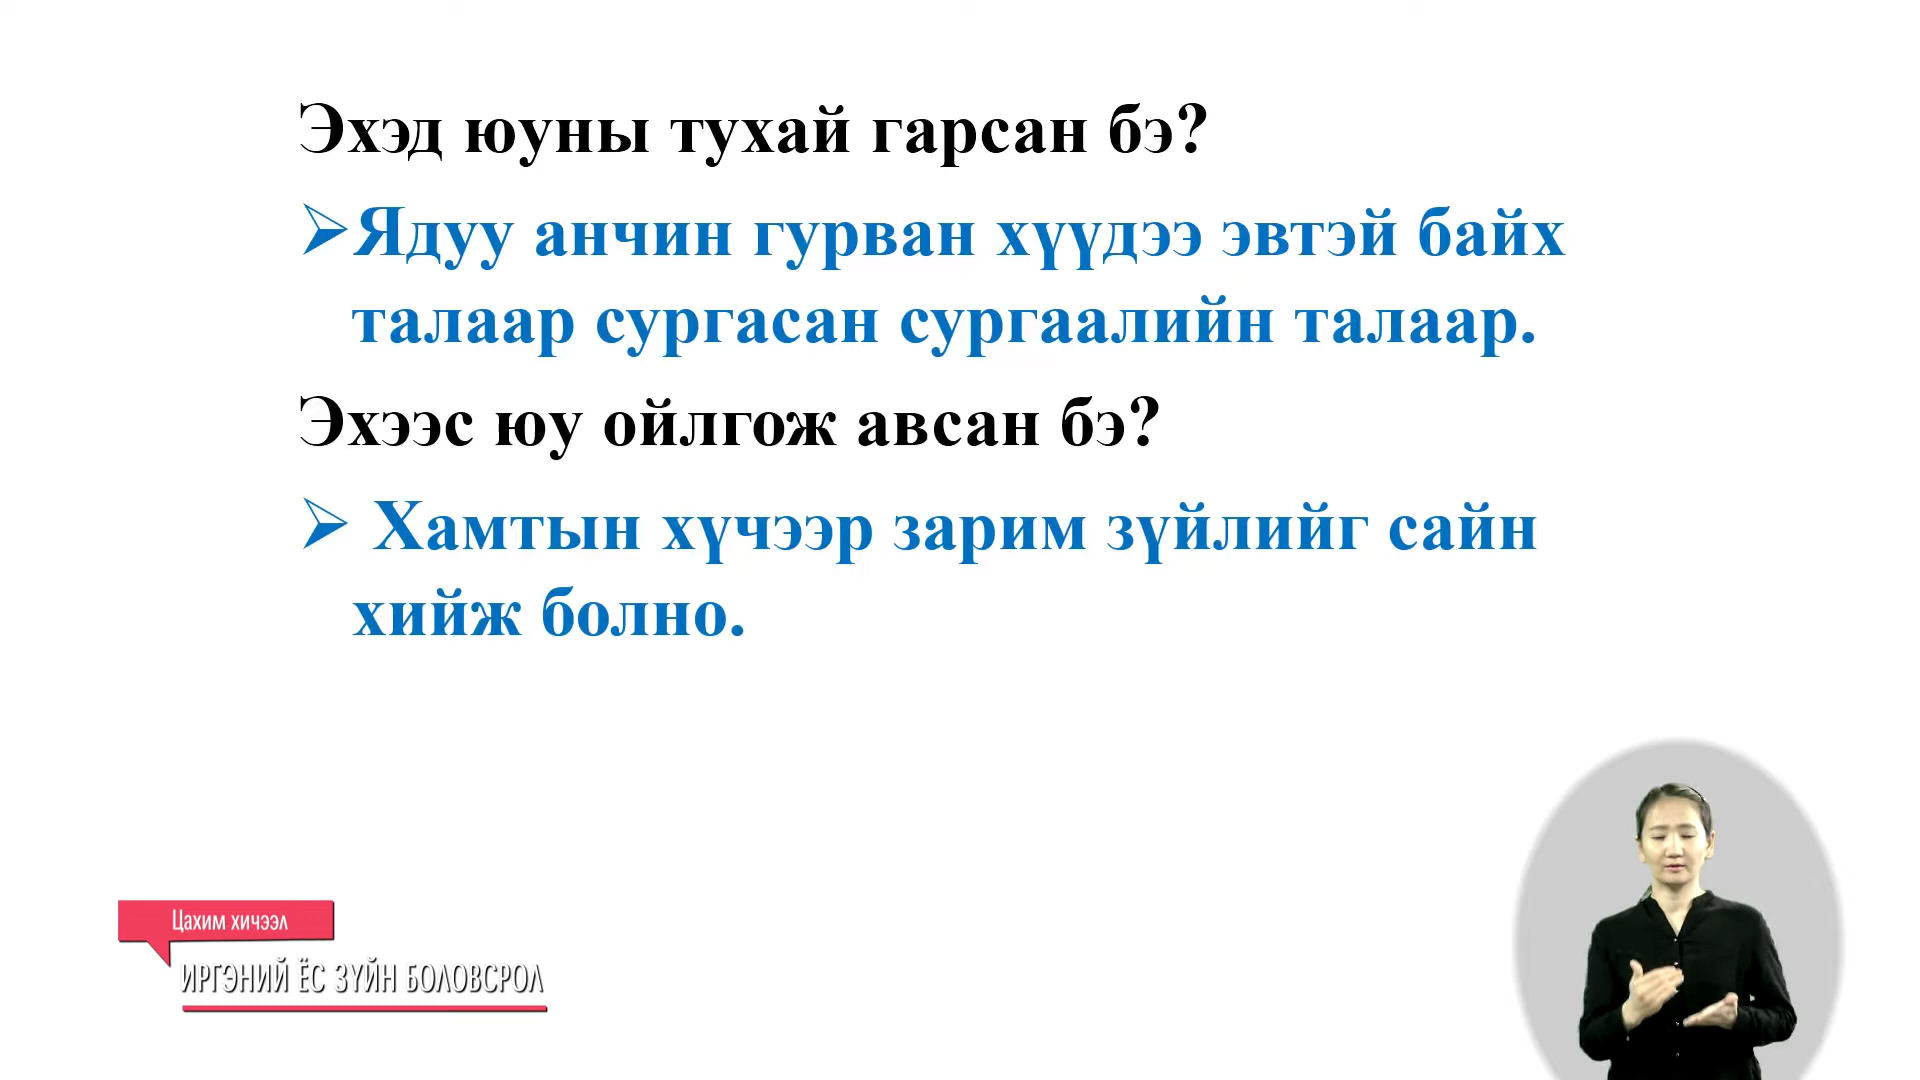 Эхэд юуны тухай гарсан бэ?
➢Ядуу анчин гурван хүүдээ эвтэй байх
талаар сургасан сургаалийн талаар.
Эхээс юу ойлгож авсан бэ?
➢ Хамтын хүчээр зарим зүйлийг сайн
хийж болно.
Цахим хичээл
ИРГЭНИЙ ЁС ЗҮЙН БОЛОВСРОЛ